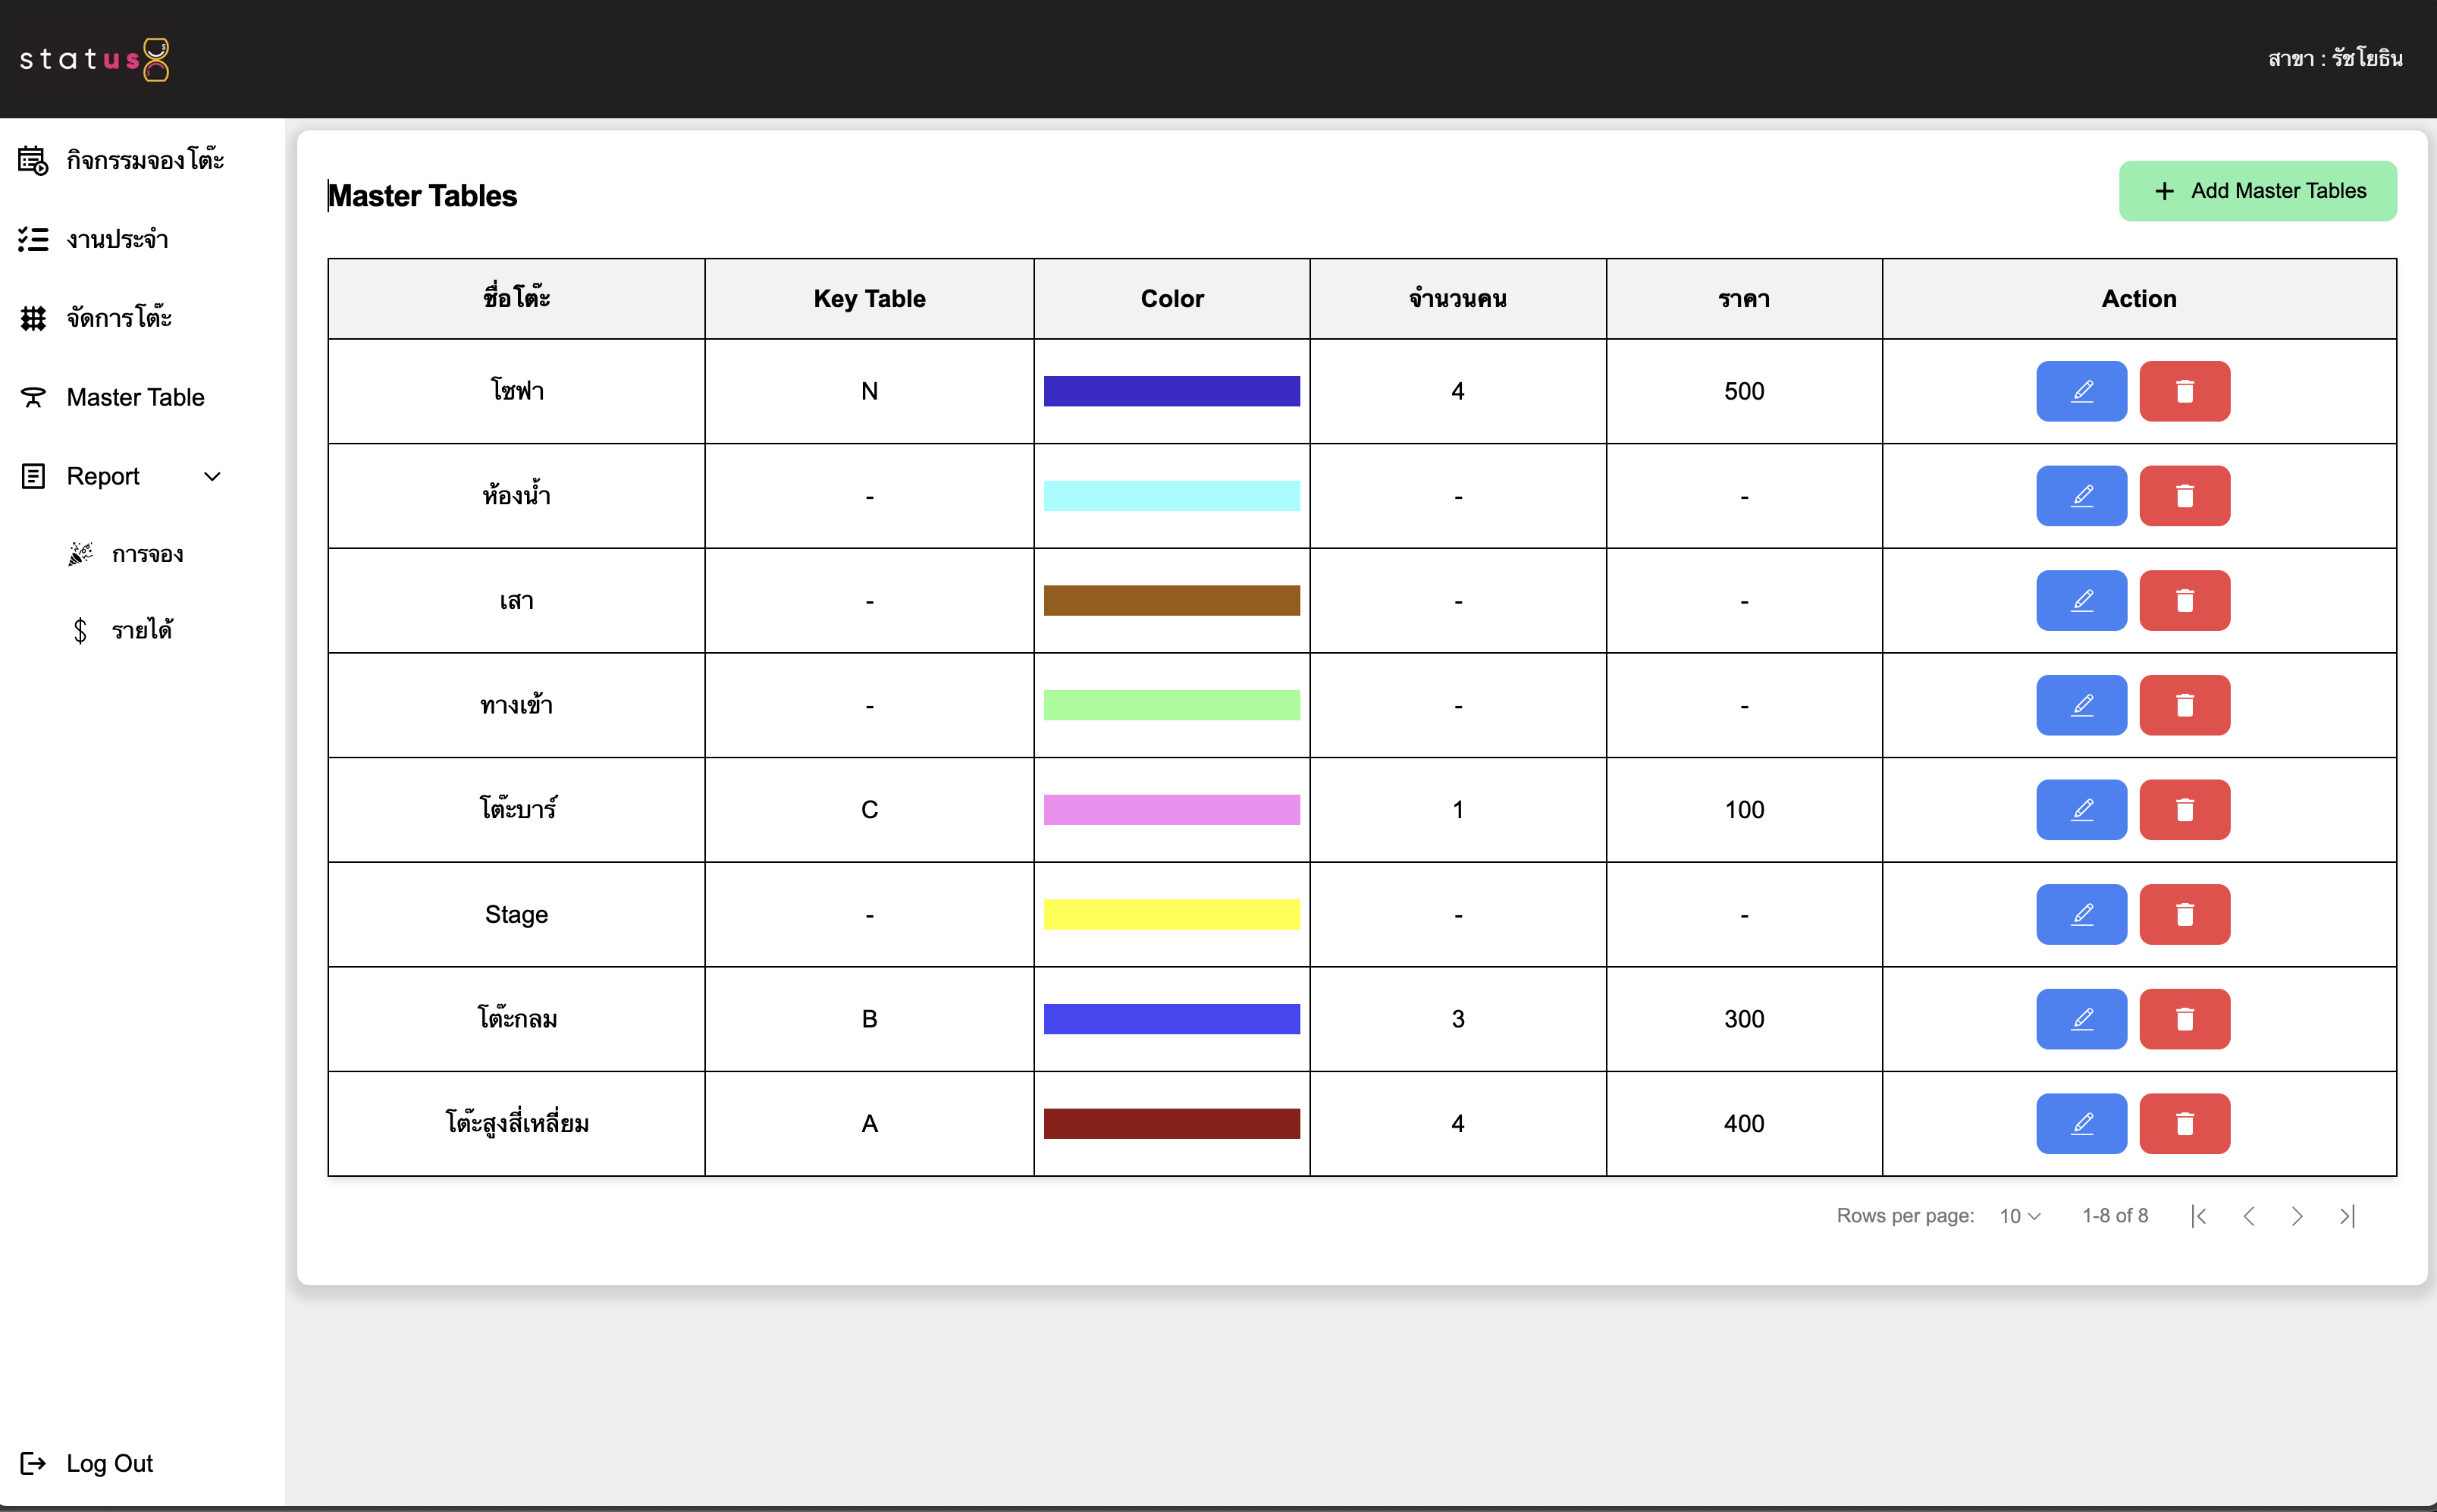 status
สาขา : รัชโยธิน
กิจกรรมจองโต๊ะ
งานประจำ
จัดการโต๊ะ
Master Table
Report
การจอง
รายได้
Log Out
Master Tables
+ Add Master Tables
ชื่อโต๊ะ Key Table Color จำนวนคน ราคา Action
โซฟา N 4 500
ห้องน้ำ - - -
เสา - - -
ทางเข้า - - -
โต๊ะบาร์ C 1 100
Stage - - -
โต๊ะกลม B 3 300
โต๊ะสูงสี่เหลี่ยม A 4 400
Rows per page: 10 1-8 of 8